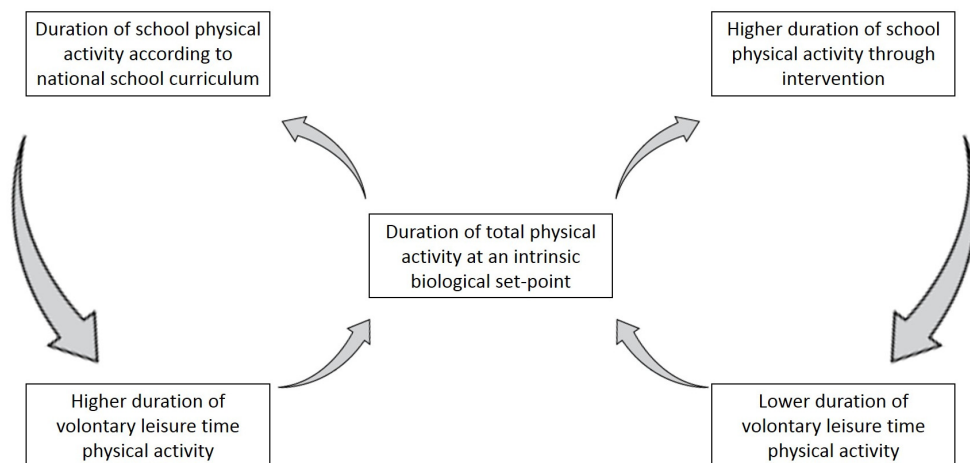 Duration of school physical
activity according to
national school curriculum
Higher duration of school
physical activity through
intervention
Duration of total physical
activity at an intrinsic
biological set-point
Higher duration of
volontary leisure time
physical activity
Lower duration of
volontary leisure time
physical activity